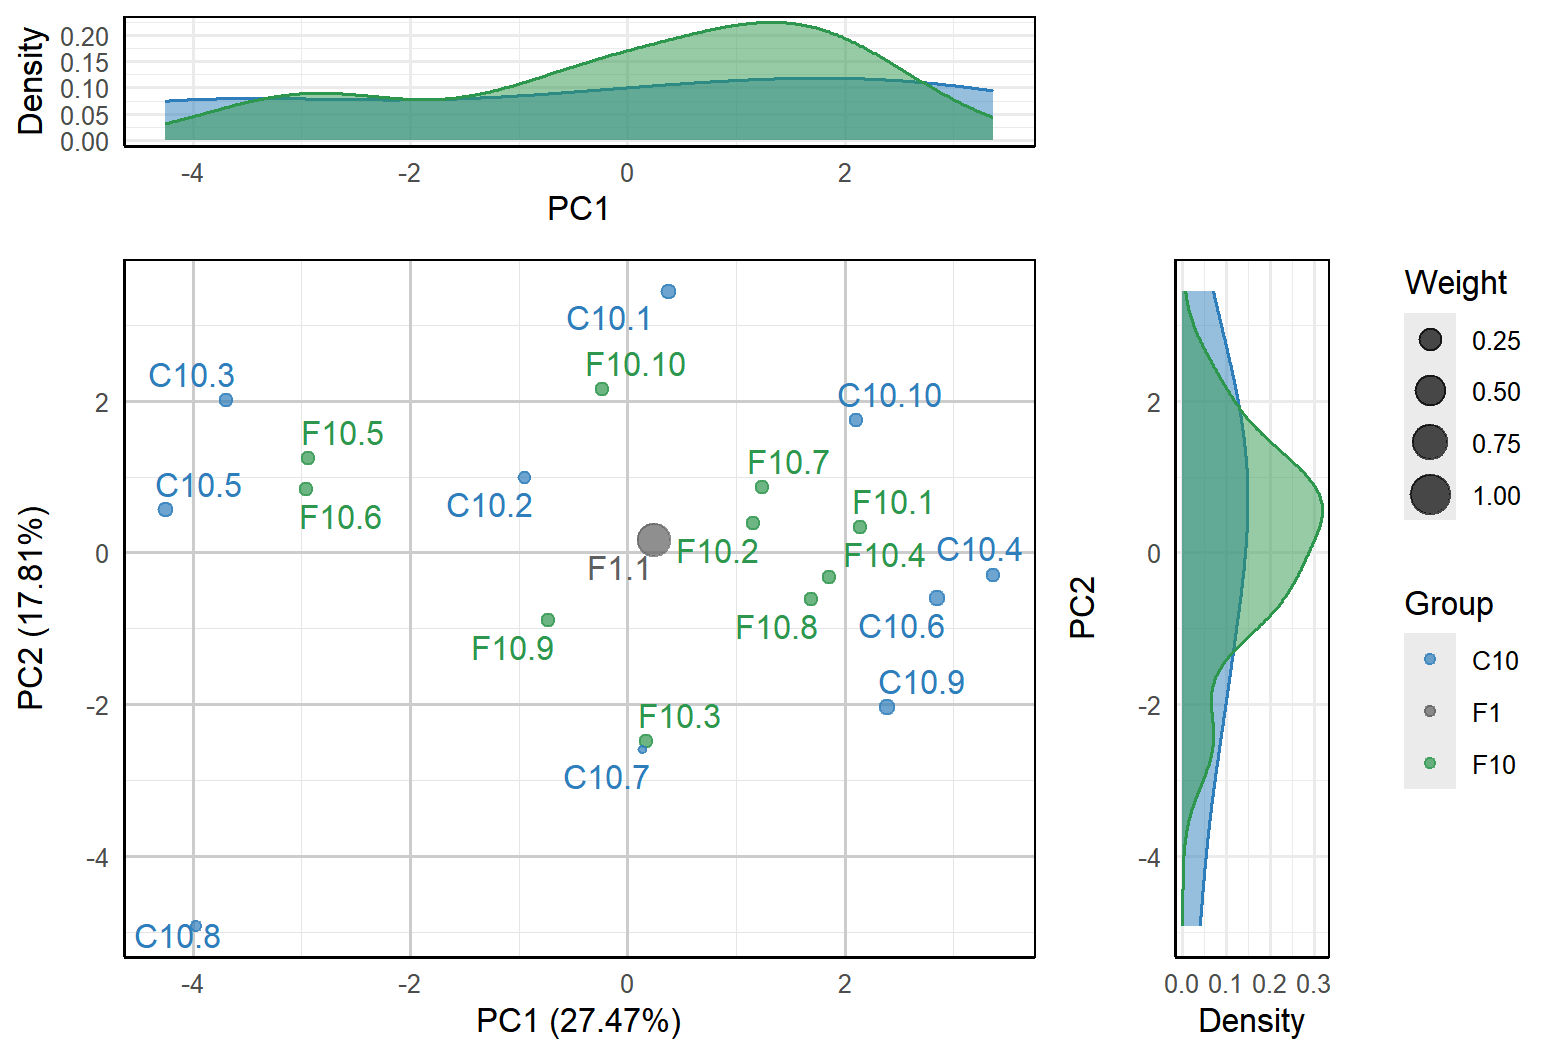 Density
0.20
0.15
0.10
0.05
0.00
-4 -2 0 2
PC1
C10.1
F10.10
C10.3
C10.10
F10.5
F10.7
C10.5
F10.1
C10.2
F10.6
F10.2
F10.4
C10.4
F1.1
F10.8
C10.6
F10.9
C10.9
F10.3
C10.7
C10.8
2
0
-2
-4
PC2 (17.81%)
-4 -2 0 2
PC1 (27.47%)
PC2
2
0
-2
-4
0.0 0.1 0.2 0.3
Density
Weight
0.25
0.50
0.75
1.00
Group
C10
F1
F10